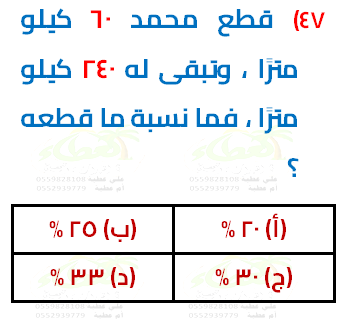 ٤٧) قطع محمد ٦٠ كيلو
مترًا ، وتبقى له ٢٤٠ كيلو
مترًا ، فما نسبة ما قطعه
؟
(أ) ٢٠ %
(ب) ٢٥ %
(ج) ٣٠ %
(د) ٣٣ %